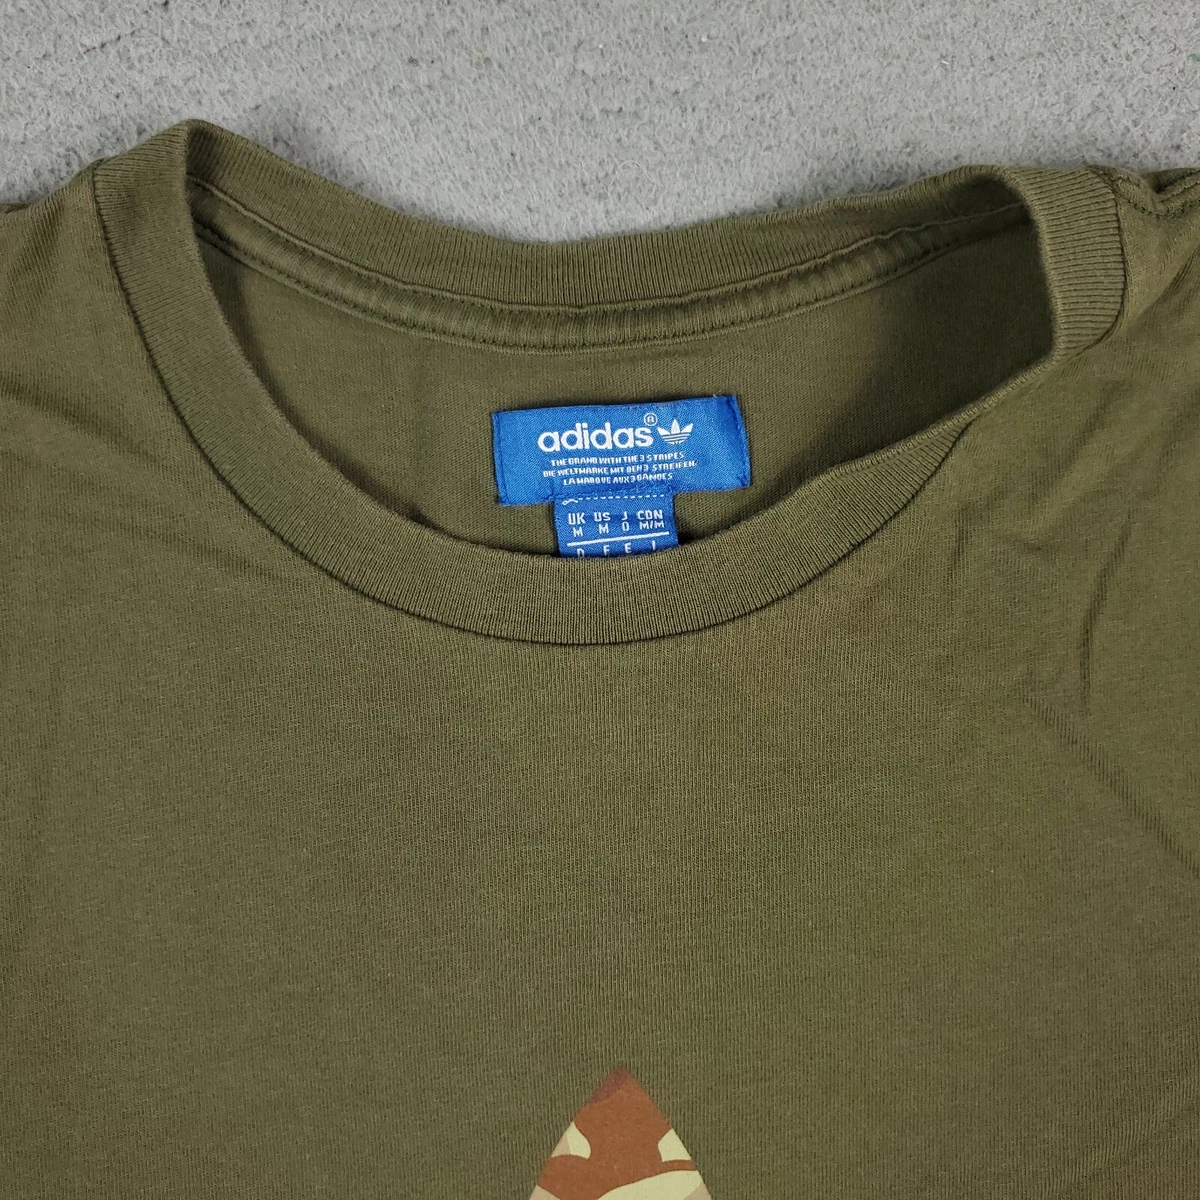 adidas®
THE BRAND WITH THE 3 STRIPES
DIE WELTMARKE MIT DEN 3 STREIFEN
LA MARQUE AUX 3 BANDES
UK US J CDN
M M O M/M
D F E I